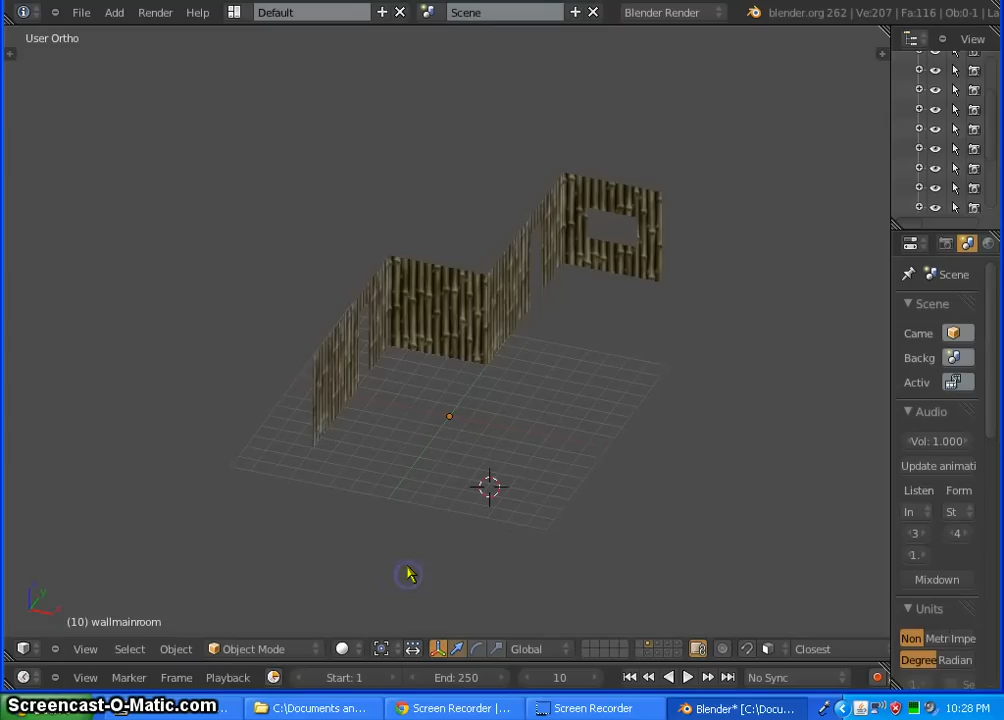 File Add Render Help Default Scene Blender Render blender.org 262 | Ve:207 | Fa:116 | Ob:0-1 | La
User Ortho
View
Scene
Scene
Came
Backg
Activ
Audio
Vol: 1.000
Update animati
Listen Form
In St
3 4
1.
Mixdown
Units
Non Metr Impe
Degree Radian
(10) wallmainroom
View Select Object Object Mode Global Closest
View Marker Frame Playback Start: 1 End: 250 10 No Sync
Screencast-O-Matic.com C:\Documents an... Screen Recorder |... Screen Recorder Blender* [C:\Docu... 10:28 PM